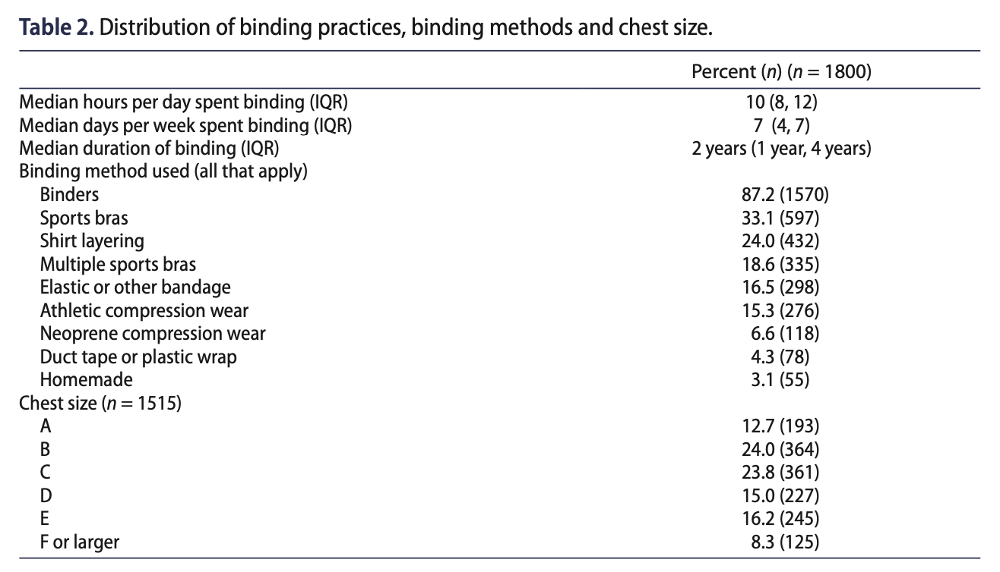 Table 2. Distribution of binding practices, binding methods and chest size.
Percent (n) (n = 1800)
Median hours per day spent binding (IQR) 10 (8, 12)
Median days per week spent binding (IQR) 7 (4, 7)
Median duration of binding (IQR) 2 years (1 year, 4 years)
Binding method used (all that apply)
Binders 87.2 (1570)
Sports bras 33.1 (597)
Shirt layering 24.0 (432)
Multiple sports bras 18.6 (335)
Elastic or other bandage 16.5 (298)
Athletic compression wear 15.3 (276)
Neoprene compression wear 6.6 (118)
Duct tape or plastic wrap 4.3 (78)
Homemade 3.1 (55)
Chest size (n = 1515)
A 12.7 (193)
B 24.0 (364)
C 23.8 (361)
D 15.0 (227)
E 16.2 (245)
F or larger 8.3 (125)